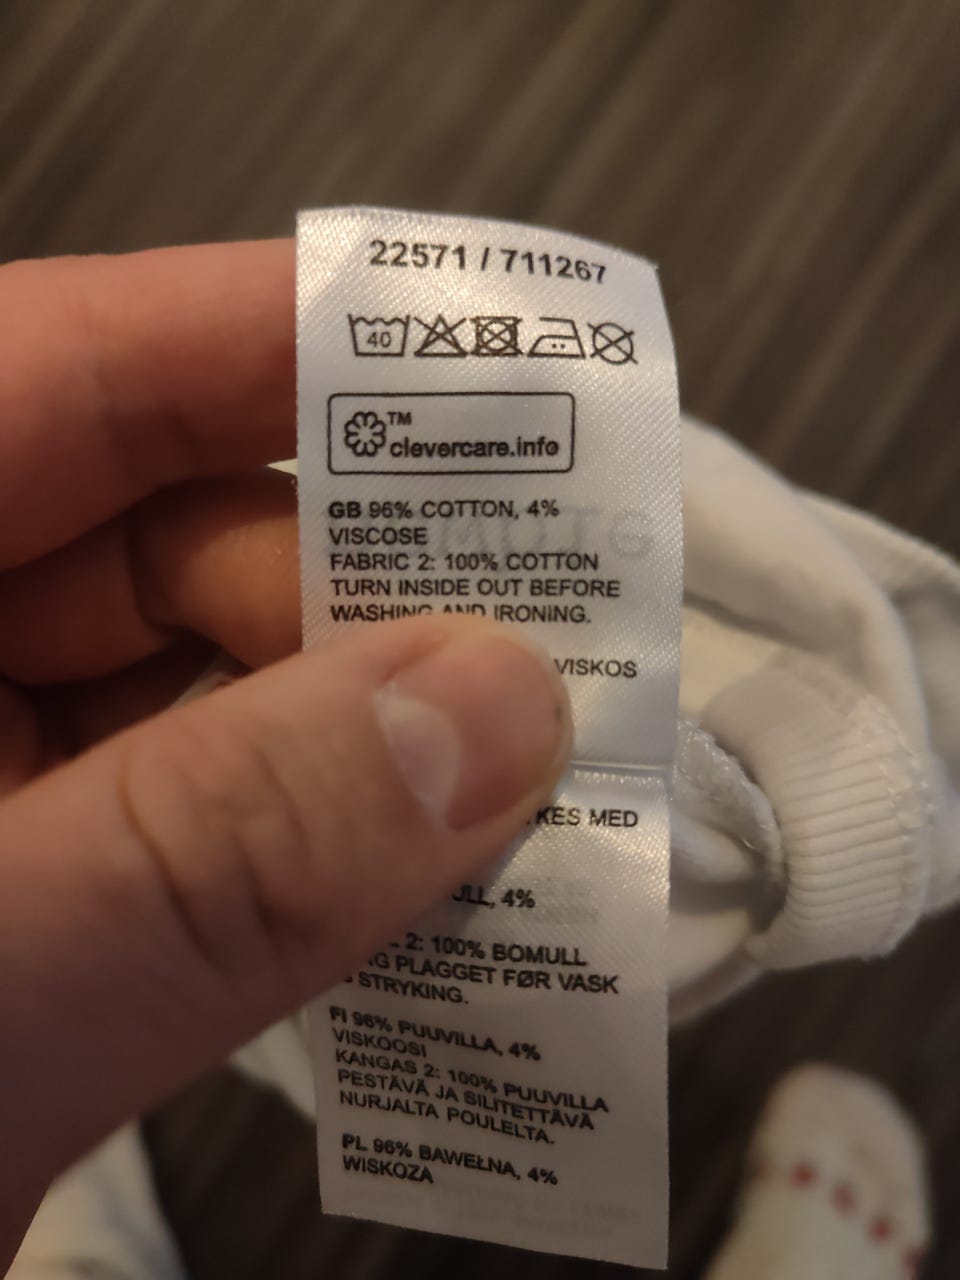 22571 / 711267
40
TM
clevercare.info
GB 96% COTTON, 4%
VISCOSE
FABRIC 2: 100% COTTON
TURN INSIDE OUT BEFORE
WASHING AND IRONING.
VISKOS
KES MED
ULL, 4%
2: 100% BOMULL
PLAGGET FØR VASK
STRYKING.
FI 96% PUUVILLA, 4%
VISKOOSI
KANGAS 2: 100% PUUVILLA
PESTÄVÄ JA SILITETTÄVÄ
NURJALTA POULELTA.
PL 96% BAWEŁNA, 4%
WISKOZA